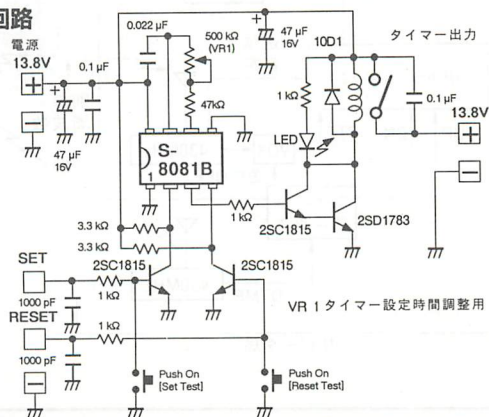 回路
電源
13.8V
+
−
+
47 µF
16V
0.1 µF
0.022 µF
500 kΩ
(VR1)
47kΩ
+
47 µF
16V
10D1
タイマー出力
1 kΩ
LED
0.1 µF
13.8V
+
−
S-
8081B
1
1 kΩ
2SC1815
2SD1783
3.3 kΩ
3.3 kΩ
SET
2SC1815
2SC1815
1000 pF
1 kΩ
RESET
1 kΩ
1000 pF
−
VR 1 タイマー設定時間調整用
Push On
[Set Test]
Push On
[Reset Test]